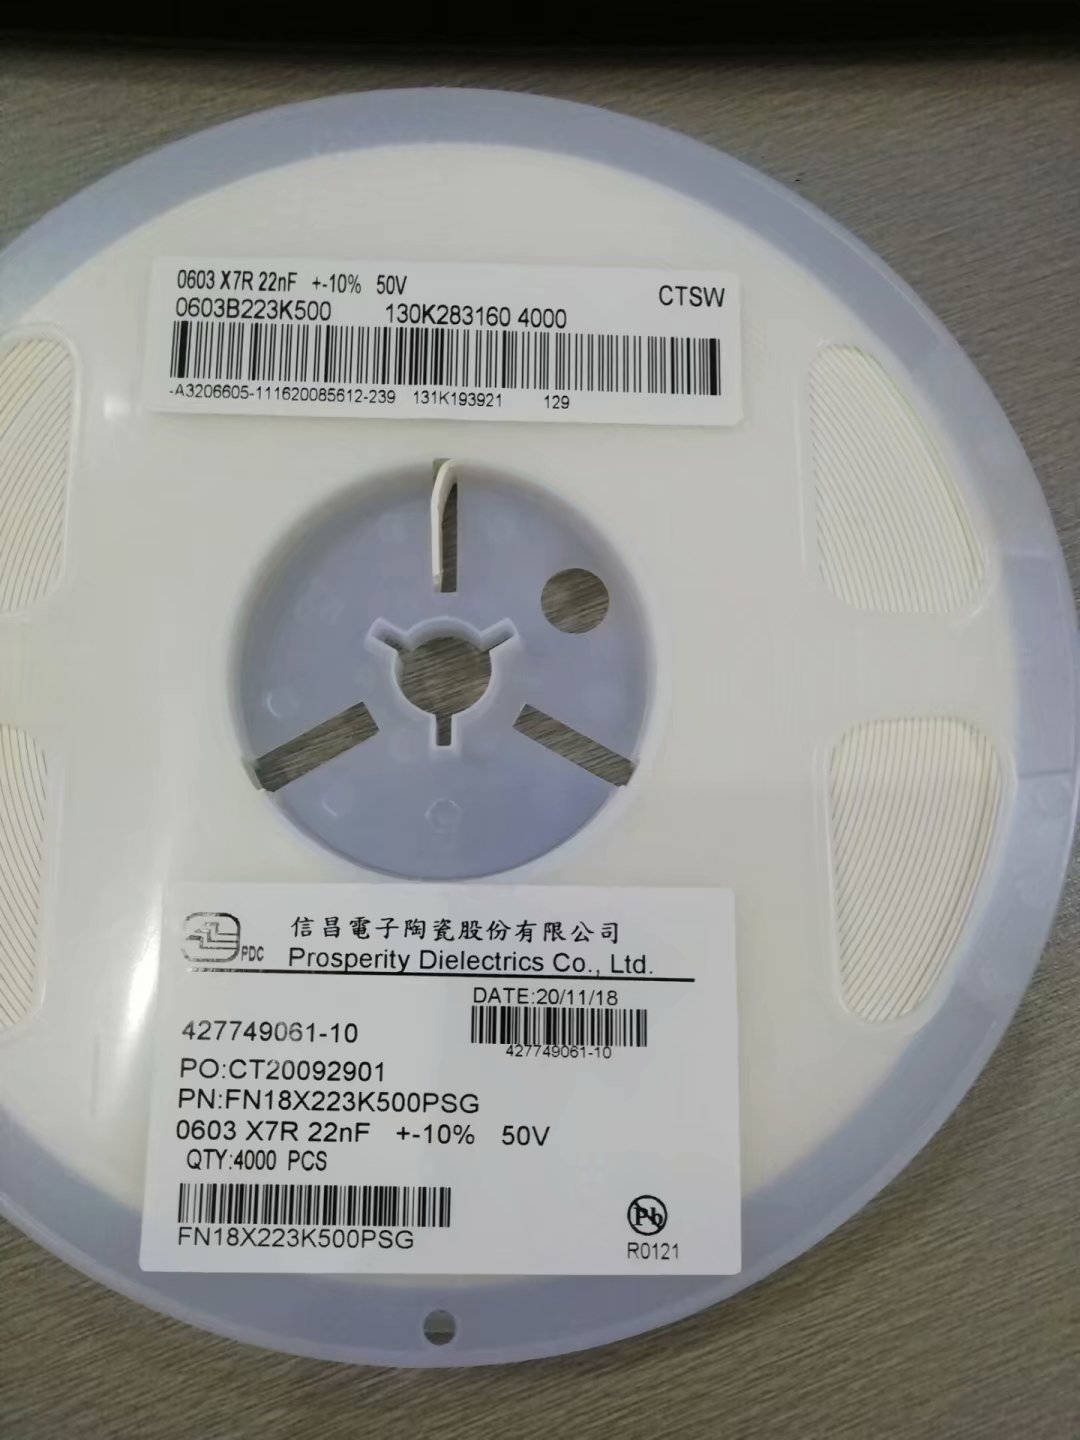 0603 X7R 22nF +-10% 50V
CTSW
0603B223K500 130K283160 4000
-A3206605-111620085612-239 131K193921 129
PDC
信昌電子陶瓷股份有限公司
Prosperity Dielectrics Co., Ltd.
DATE:20/11/18
427749061-10
427749061-10
PO:CT20092901
PN:FN18X223K500PSG
0603 X7R 22nF +-10% 50V
QTY:4000 PCS
FN18X223K500PSG
Pb
R0121